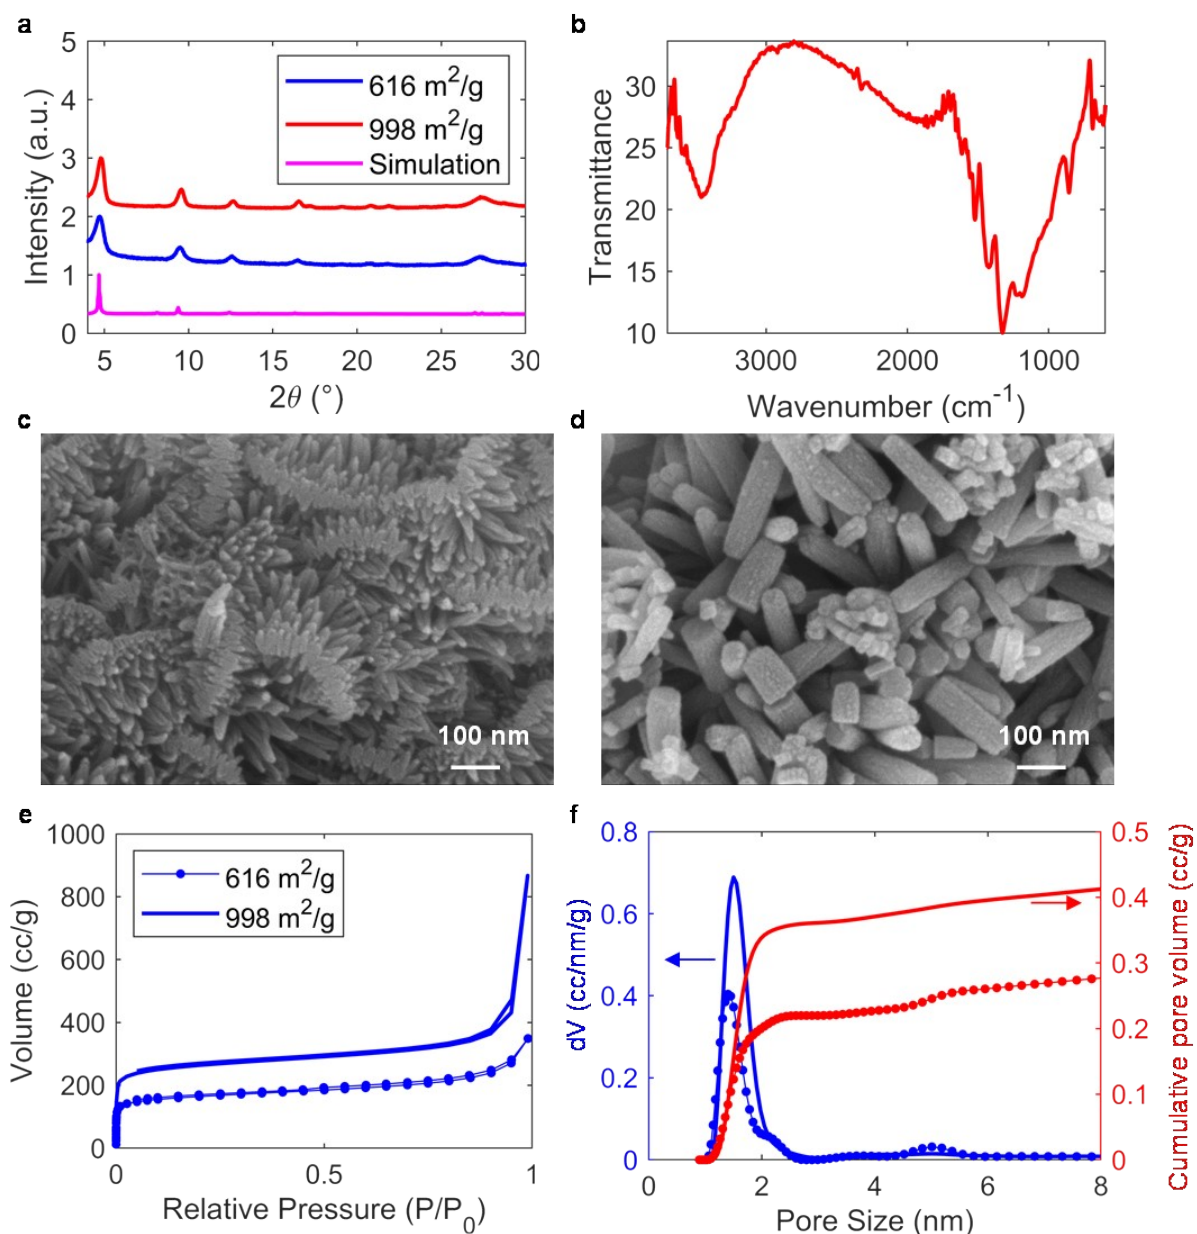 a
5
4
3
2
1
0
5
10
15
20
25
30
Intensity (a.u.)
2θ (°)
616 m²/g
998 m²/g
Simulation
b
30
25
20
15
10
3000
2000
1000
Transmittance
Wavenumber (cm⁻¹)
c
100 nm
d
100 nm
e
1000
800
600
400
200
0
0
0.5
1
Volume (cc/g)
Relative Pressure (P/P₀)
616 m²/g
998 m²/g
f
0.8
0.6
0.4
0.2
0
0
2
4
6
8
0.5
0.4
0.3
0.2
0.1
0
dV (cc/nm/g)
Pore Size (nm)
Cumulative pore volume (cc/g)